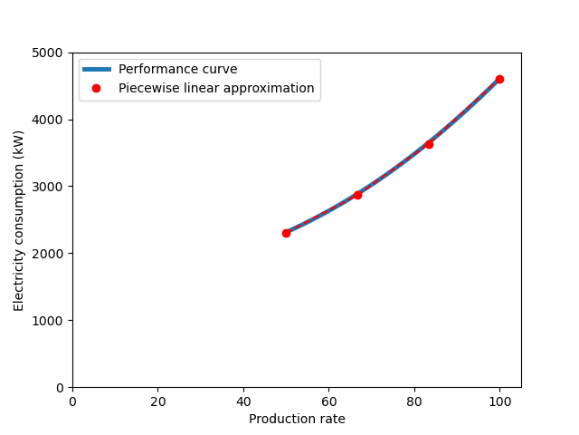 5000
4000
3000
2000
1000
0
Electricity consumption (kW)
Performance curve
Piecewise linear approximation
0 20 40 60 80 100
Production rate